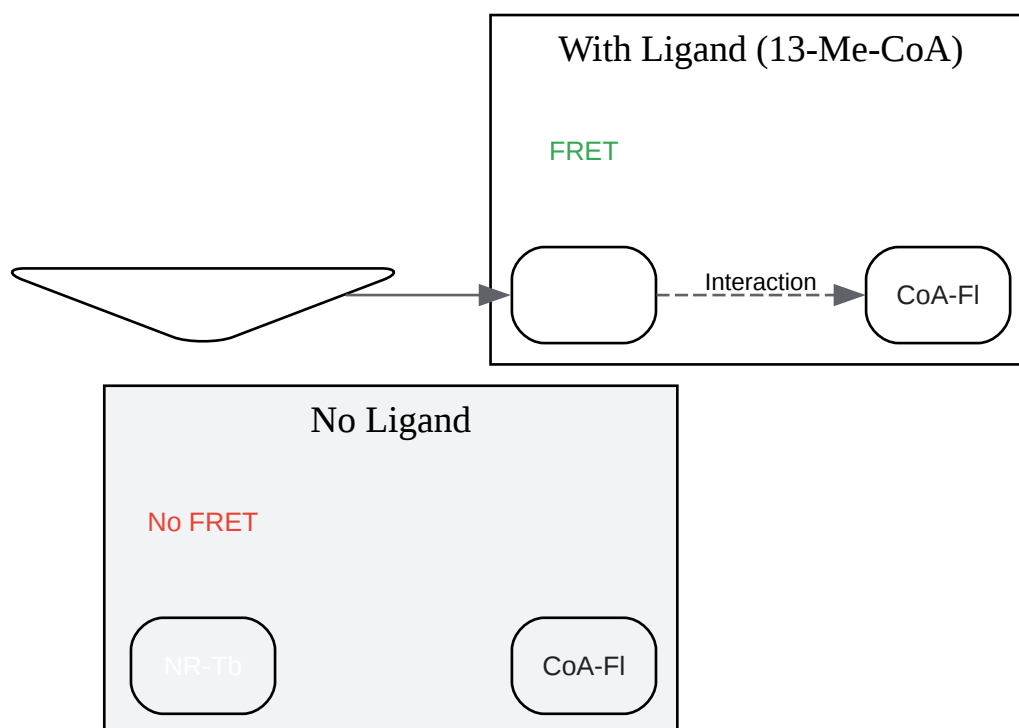 With Ligand (13-Me-CoA)
FRET
Interaction
CoA-Fl
No Ligand
No FRET
NR-Tb
CoA-Fl